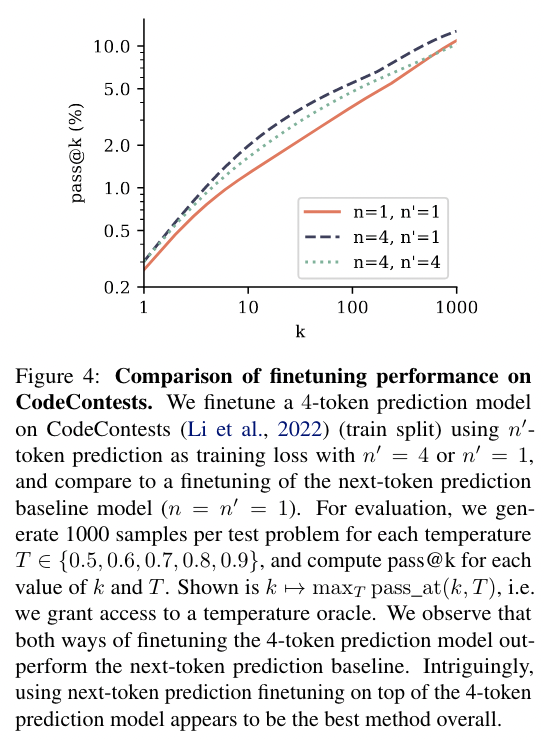 10.0
5.0
2.0
1.0
0.5
0.2
pass@k (%)
n=1, n'=1
n=4, n'=1
n=4, n'=4
1 10 100 1000
k
Figure 4: Comparison of finetuning performance on
CodeContests. We finetune a 4-token prediction model
on CodeContests (Li et al., 2022) (train split) using n′-
token prediction as training loss with n′ = 4 or n′ = 1,
and compare to a finetuning of the next-token prediction
baseline model (n = n′ = 1). For evaluation, we gen-
erate 1000 samples per test problem for each temperature
T ∈ {0.5, 0.6, 0.7, 0.8, 0.9}, and compute pass@k for each
value of k and T. Shown is k ↦ max_T pass_at(k, T), i.e.
we grant access to a temperature oracle. We observe that
both ways of finetuning the 4-token prediction model out-
perform the next-token prediction baseline. Intriguingly,
using next-token prediction finetuning on top of the 4-token
prediction model appears to be the best method overall.